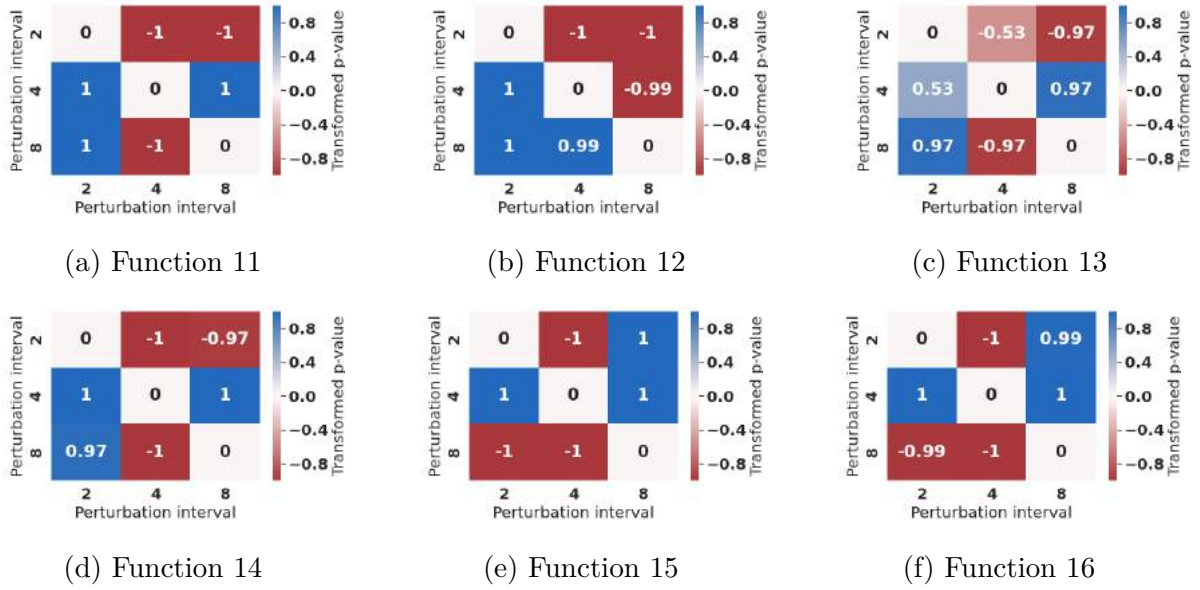 Perturbation interval
2
4
8
0 -1 -1
1 0 1
1 -1 0
2 4 8
Perturbation interval
0.8
0.4
-0.0
−0.4
−0.8
Transformed p-value
(a) Function 11
Perturbation interval
2
4
8
0 -1 -1
1 0 -0.99
1 0.99 0
2 4 8
Perturbation interval
0.8
0.4
-0.0
−0.4
−0.8
Transformed p-value
(b) Function 12
Perturbation interval
2
4
8
0 -0.53 -0.97
0.53 0 0.97
0.97 -0.97 0
2 4 8
Perturbation interval
0.8
0.4
-0.0
−0.4
−0.8
Transformed p-value
(c) Function 13
Perturbation interval
2
4
8
0 -1 -0.97
1 0 1
0.97 -1 0
2 4 8
Perturbation interval
0.8
0.4
-0.0
−0.4
−0.8
Transformed p-value
(d) Function 14
Perturbation interval
2
4
8
0 -1 1
1 0 1
-1 -1 0
2 4 8
Perturbation interval
0.8
0.4
-0.0
−0.4
−0.8
Transformed p-value
(e) Function 15
Perturbation interval
2
4
8
0 -1 0.99
1 0 1
-0.99 -1 0
2 4 8
Perturbation interval
0.8
0.4
-0.0
−0.4
−0.8
Transformed p-value
(f) Function 16